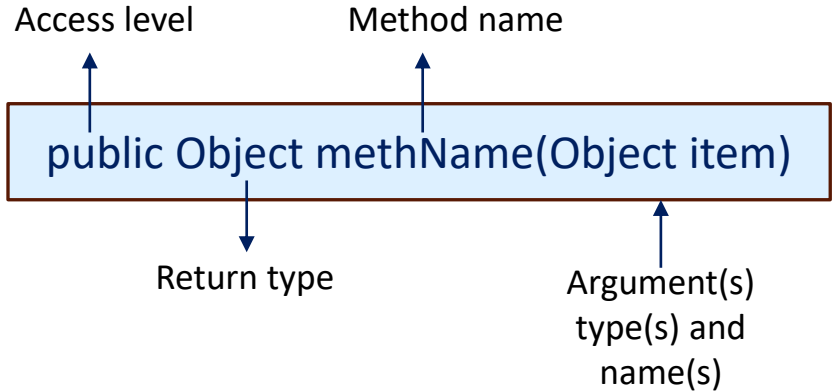 Access level
Method name
public Object methName(Object item)
Return type
Argument(s)
type(s) and
name(s)